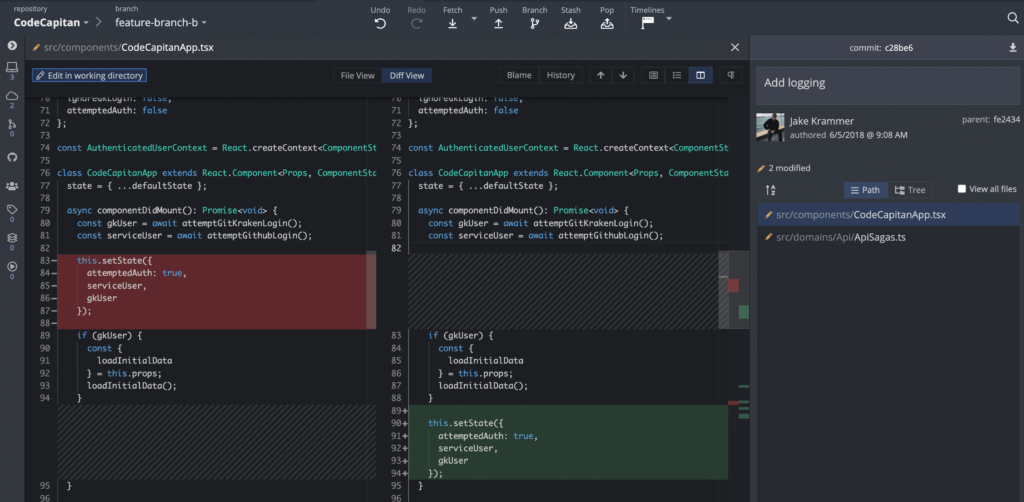 repository
CodeCapitan
branch
feature-branch-b
Undo
Redo
Fetch
Push
Branch
Stash
Pop
Timelines
src/components/CodeCapitanApp.tsx
Edit in working directory
File View
Diff View
Blame
History
3
2
0
0
0
0
70 ignoreGkLogin: false,
71 attemptedAuth: false
72 };
73
74 const AuthenticatedUserContext = React.createContext<ComponentSt
75
76 class CodeCapitanApp extends React.Component<Props, ComponentSta
77 state = { ...defaultState };
78
79 async componentDidMount(): Promise<void> {
80 const gkUser = await attemptGitKrakenLogin();
81 const serviceUser = await attemptGithubLogin();
82
83− this.setState({
84− attemptedAuth: true,
85− serviceUser,
86− gkUser
87− });
88−
89 if (gkUser) {
90 const {
91 loadInitialData
92 } = this.props;
93 loadInitialData();
94 }
95 }
96
70 ignoreGkLogin: false,
71 attemptedAuth: false
72 };
73
74 const AuthenticatedUserContext = React.createContext<ComponentSt
75
76 class CodeCapitanApp extends React.Component<Props, ComponentSta
77 state = { ...defaultState };
78
79 async componentDidMount(): Promise<void> {
80 const gkUser = await attemptGitKrakenLogin();
81 const serviceUser = await attemptGithubLogin();
82
83 if (gkUser) {
84 const {
85 loadInitialData
86 } = this.props;
87 loadInitialData();
88 }
89+
90+ this.setState({
91+ attemptedAuth: true,
92+ serviceUser,
93+ gkUser
94+ });
95 }
96
commit: c28be6
Add logging
Jake Krammer
authored 6/5/2018 @ 9:08 AM
parent: fe2434
2 modified
Path
Tree
View all files
src/components/CodeCapitanApp.tsx
src/domains/Api/ApiSagas.ts